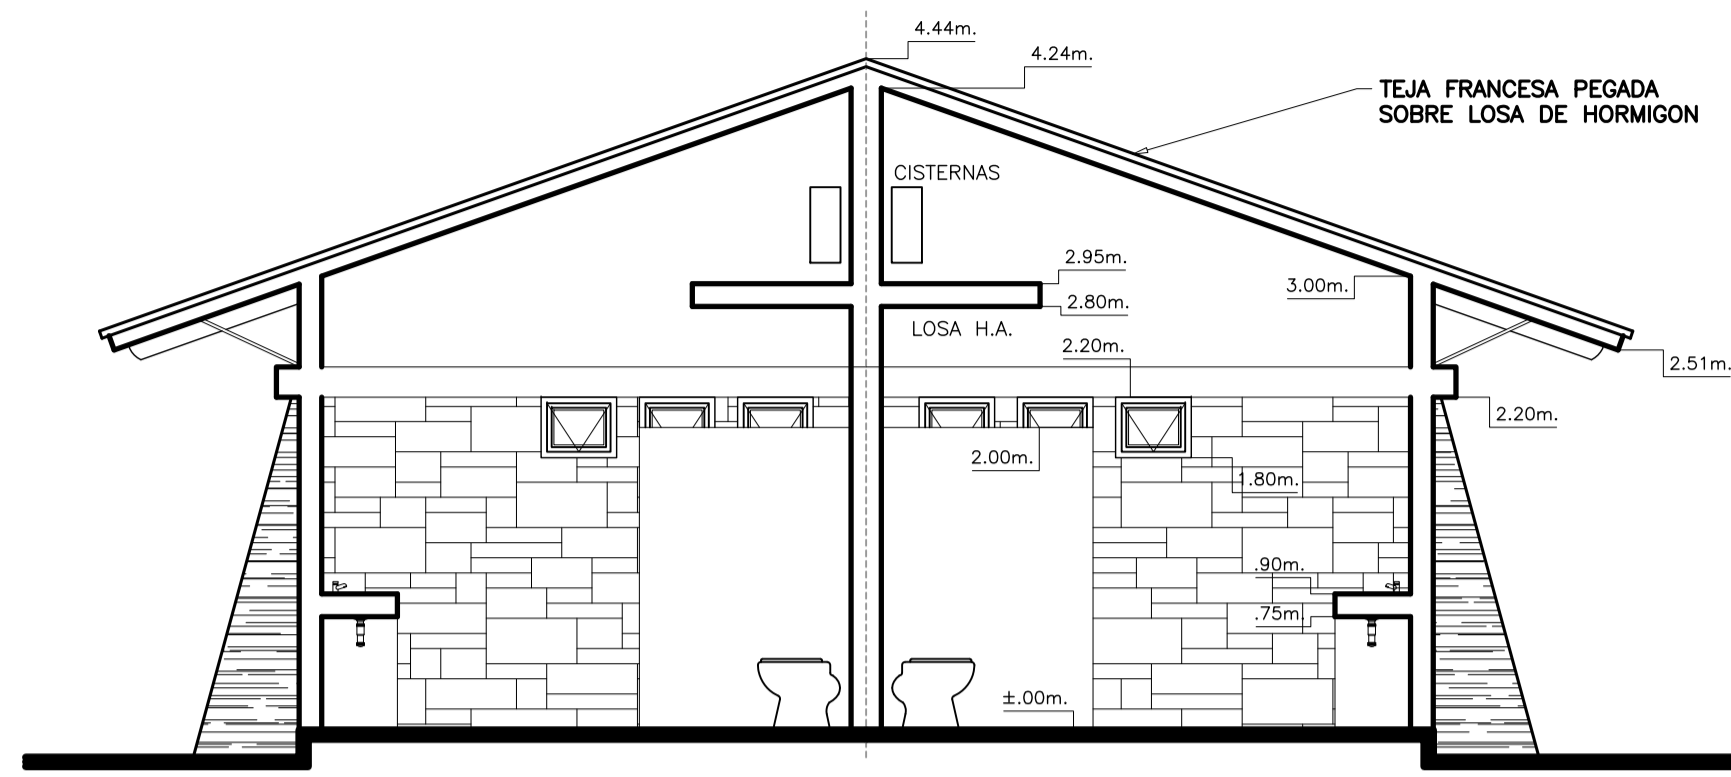 4.44m.
4.24m.
TEJA FRANCESA PEGADA
SOBRE LOSA DE HORMIGON
CISTERNAS
2.95m.
3.00m.
2.80m.
LOSA H.A.
2.20m.
2.51m.
2.20m.
2.00m.
1.80m.
.90m.
.75m.
±.00m.